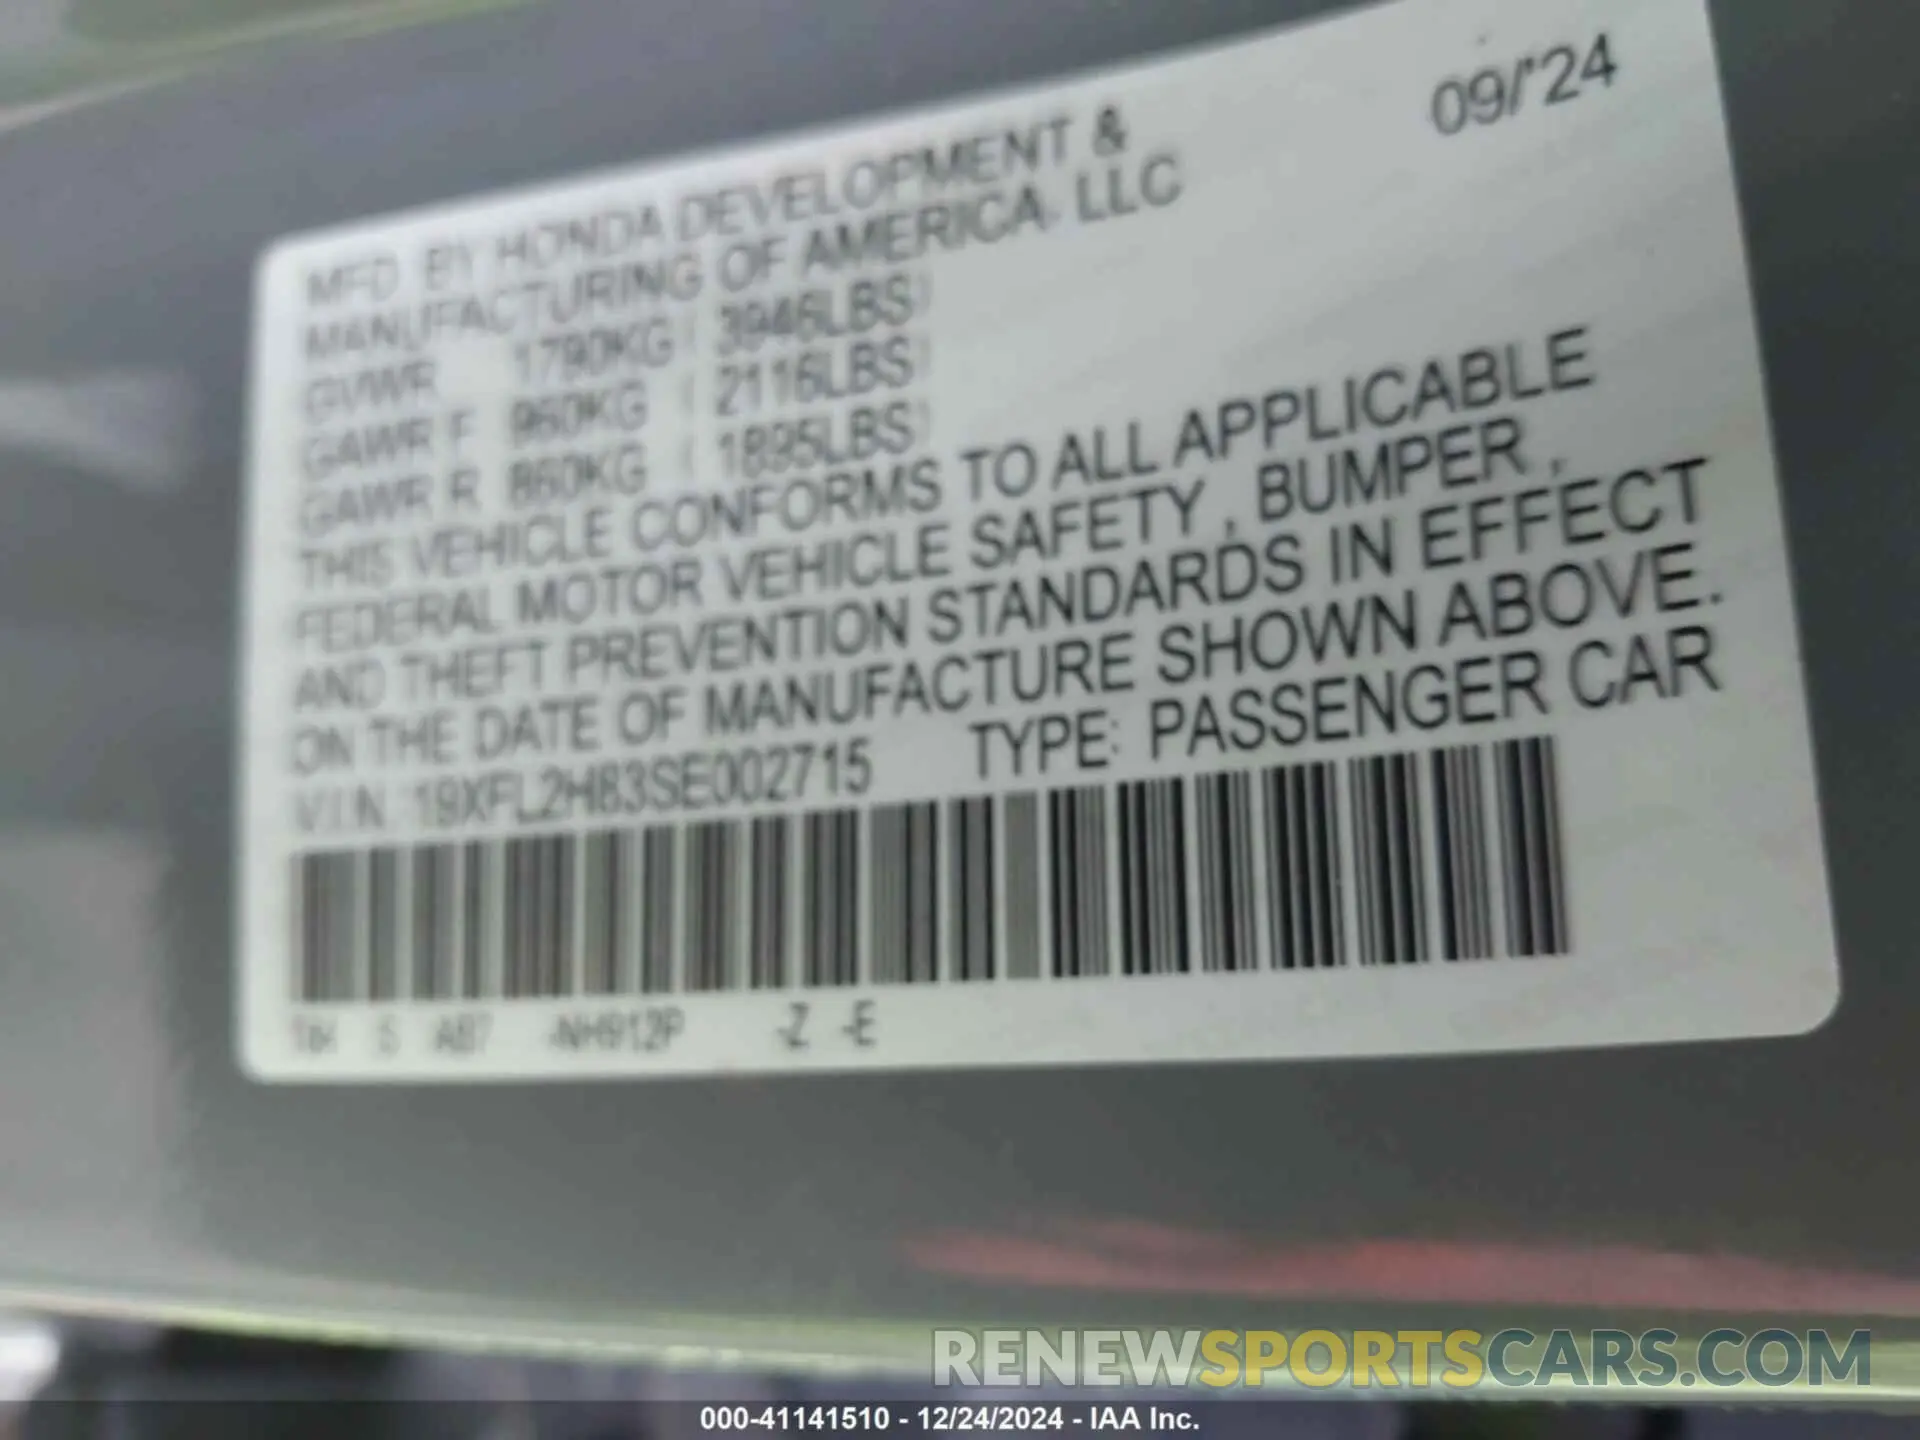 09/'24
MFD. BY HONDA DEVELOPMENT &
MANUFACTURING OF AMERICA, LLC
GVWR 1790KG ( 3946LBS)
GAWR F 960KG ( 2116LBS)
GAWR R 860KG ( 1895LBS)
THIS VEHICLE CONFORMS TO ALL APPLICABLE
FEDERAL MOTOR VEHICLE SAFETY, BUMPER,
AND THEFT PREVENTION STANDARDS IN EFFECT
ON THE DATE OF MANUFACTURE SHOWN ABOVE.
V.I.N. 19XFL2H83SE002715 TYPE: PASSENGER CAR
-NH912P -Z -E
RENEWSPORTSCARS.COM
000-41141510 - 12/24/2024 - IAA Inc.